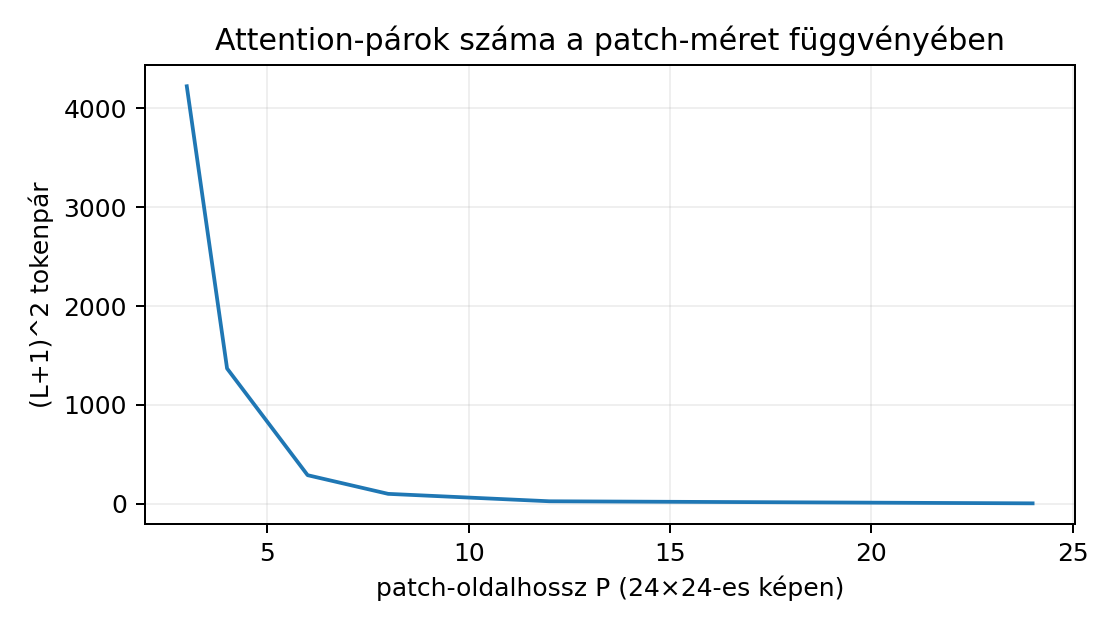 Attention-párok száma a patch-méret függvényében
(L+1)^2 tokenpár
4000
3000
2000
1000
0
5 10 15 20 25
patch-oldalhossz P (24×24-es képen)